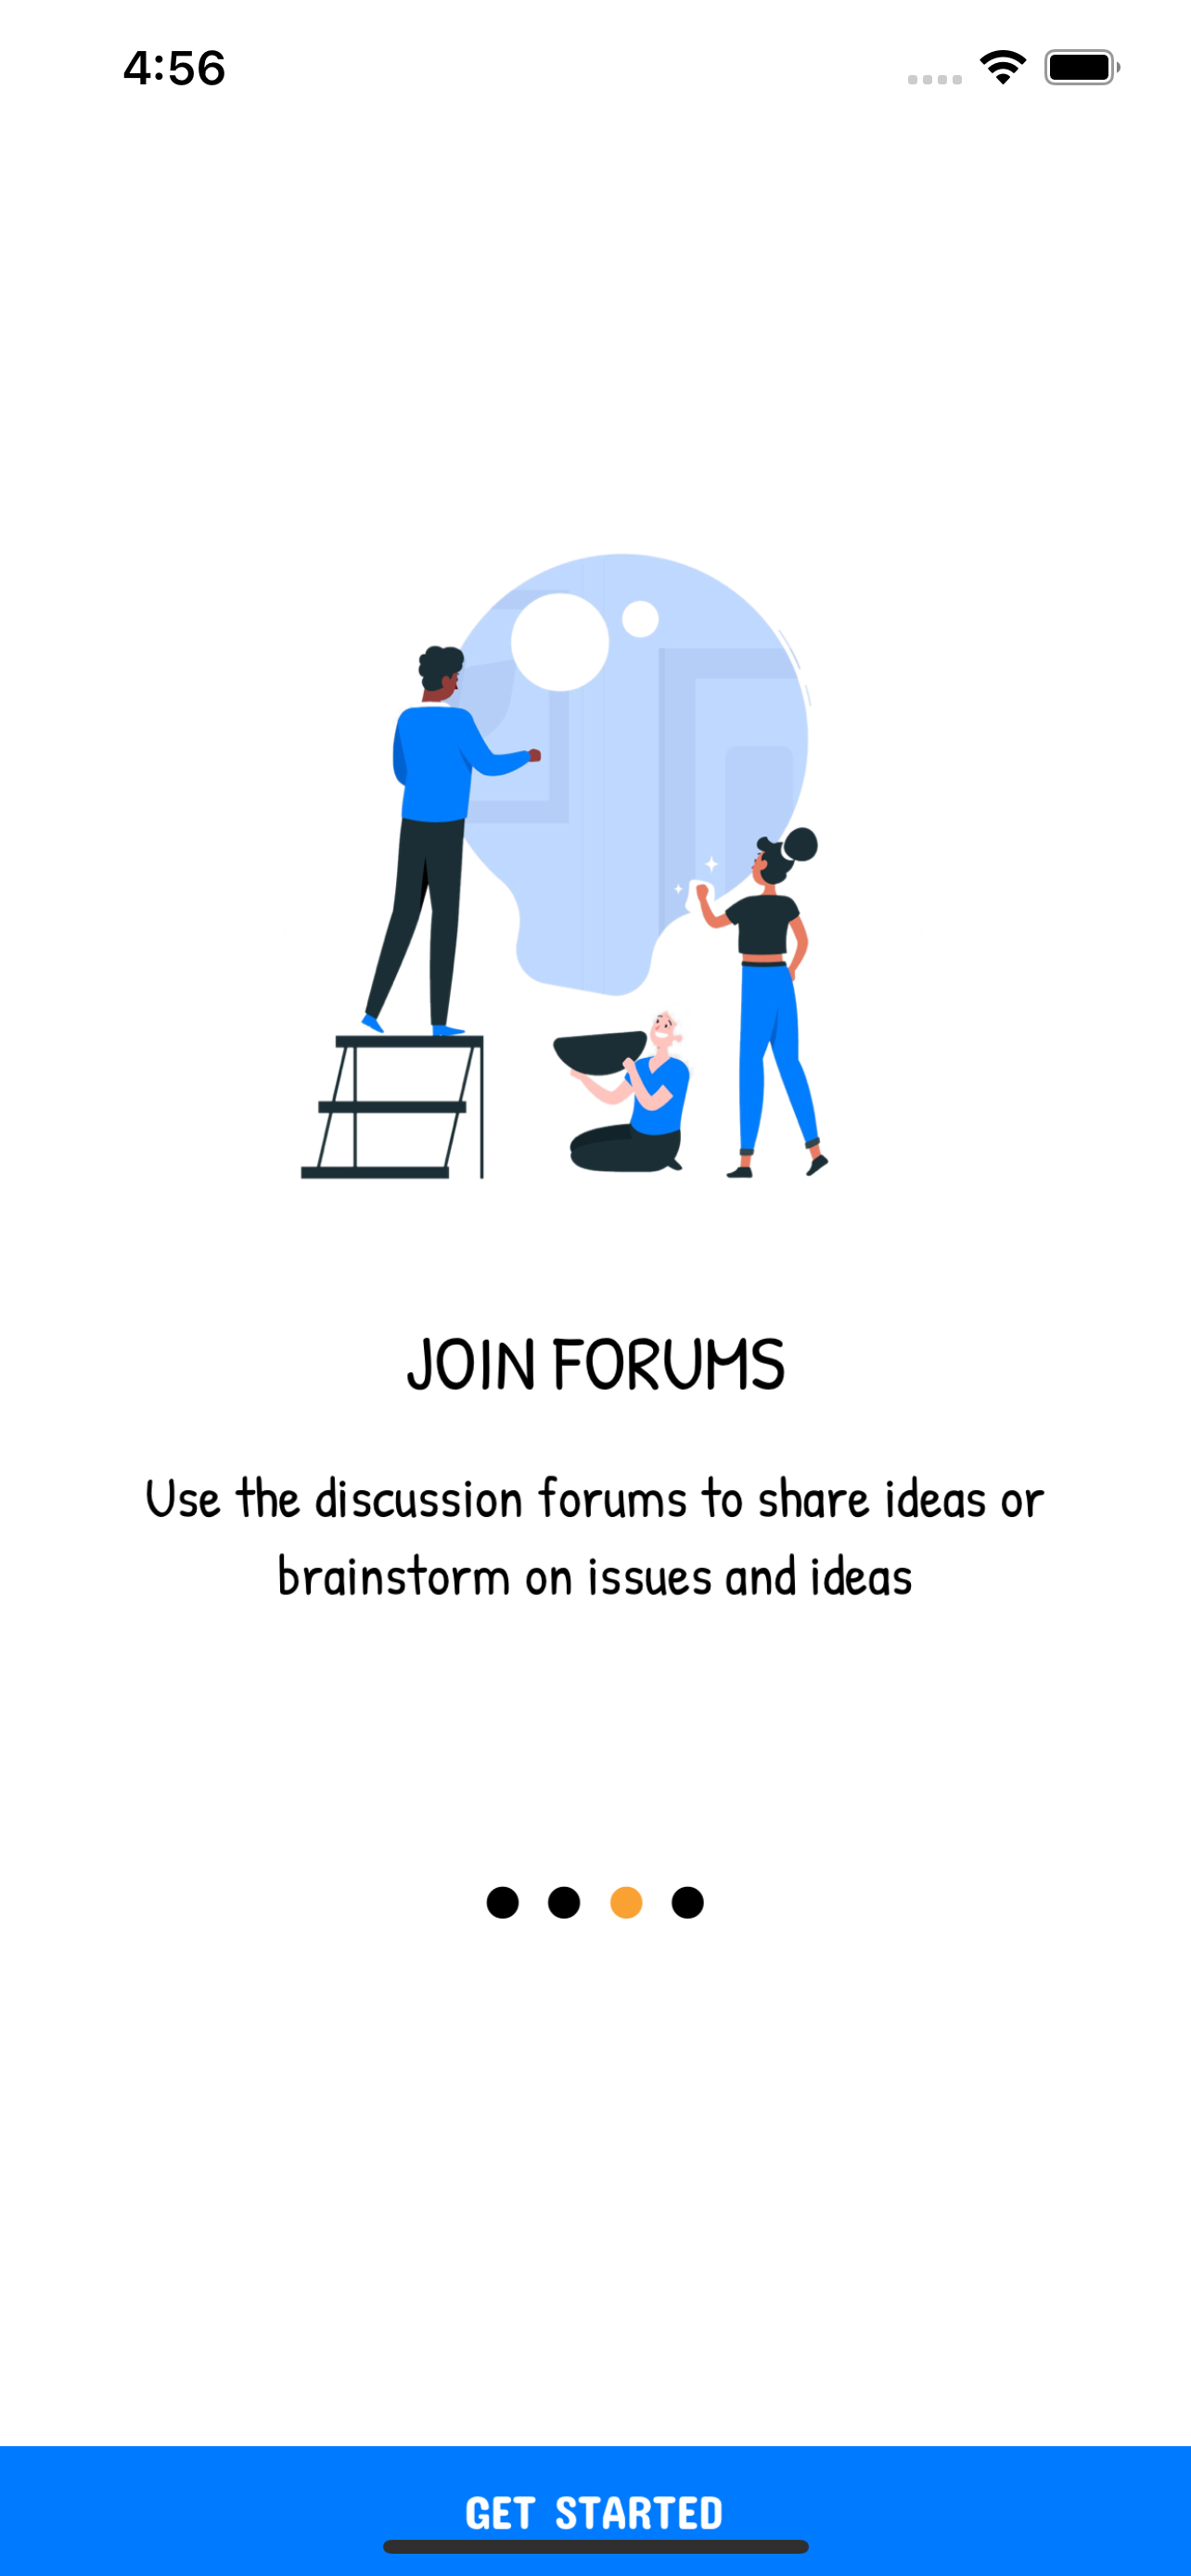 4:56
JOIN FORUMS
Use the discussion forums to share ideas or
brainstorm on issues and ideas
GET STARTED